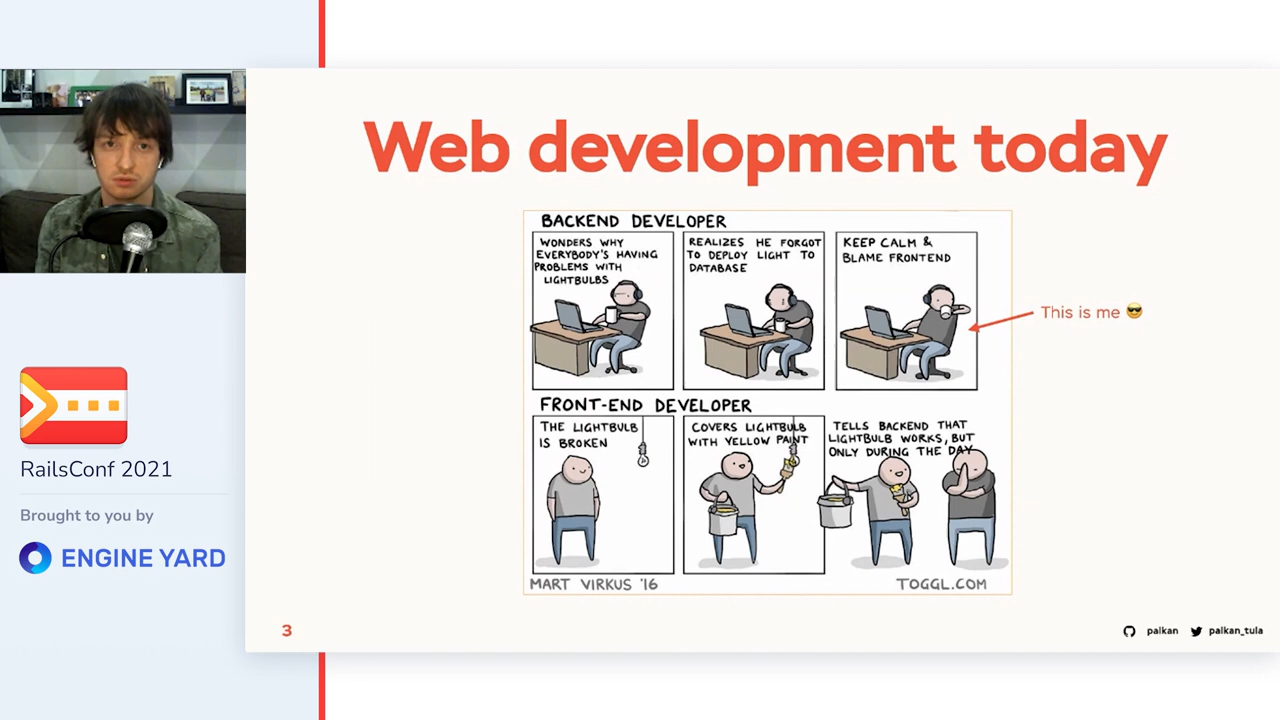 Web development today
BACKEND DEVELOPER
WONDERS WHY
EVERYBODY'S HAVING
PROBLEMS WITH
LIGHTBULBS
REALIZES HE FORGOT
TO DEPLOY LIGHT TO
DATABASE
KEEP CALM &
BLAME FRONTEND
This is me 😎
FRONT-END DEVELOPER
THE LIGHTBULB
IS BROKEN
COVERS LIGHTBULB
WITH YELLOW PAINT
TELLS BACKEND THAT
LIGHTBULB WORKS, BUT
ONLY DURING THE DAY
MART VIRKUS '16
TOGGL.COM
RailsConf 2021
Brought to you by
ENGINE YARD
3
palkan
palkan_tula